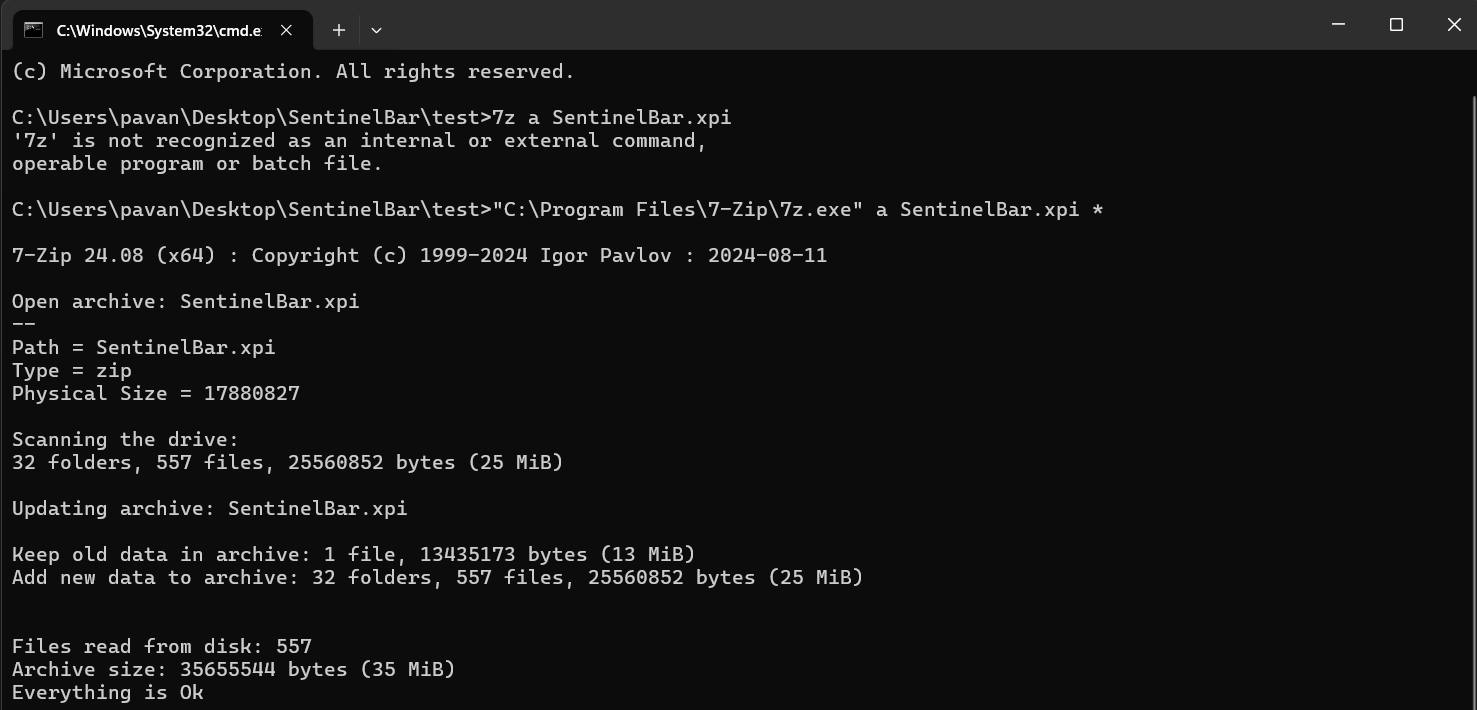 C:\Windows\System32\cmd.e
(c) Microsoft Corporation. All rights reserved.
C:\Users\pavan\Desktop\SentinelBar\test>7z a SentinelBar.xpi
'7z' is not recognized as an internal or external command,
operable program or batch file.
C:\Users\pavan\Desktop\SentinelBar\test>"C:\Program Files\7-Zip\7z.exe" a SentinelBar.xpi *
7-Zip 24.08 (x64) : Copyright (c) 1999-2024 Igor Pavlov : 2024-08-11
Open archive: SentinelBar.xpi
--
Path = SentinelBar.xpi
Type = zip
Physical Size = 17880827
Scanning the drive:
32 folders, 557 files, 25560852 bytes (25 MiB)
Updating archive: SentinelBar.xpi
Keep old data in archive: 1 file, 13435173 bytes (13 MiB)
Add new data to archive: 32 folders, 557 files, 25560852 bytes (25 MiB)
Files read from disk: 557
Archive size: 35655544 bytes (35 MiB)
Everything is Ok